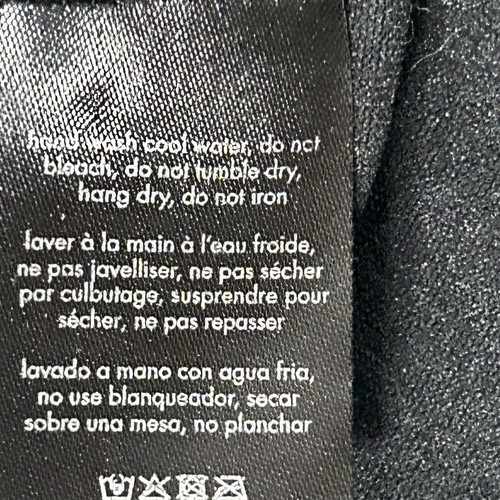 hand wash cool water, do not
bleach, do not tumble dry,
hang dry, do not iron
laver à la main à l'eau froide,
ne pas javelliser, ne pas sécher
par culbutage, susprendre pour
sécher, ne pas repasser
lavado a mano con agua fria,
no use blanqueador, secar
sobre una mesa, no planchar